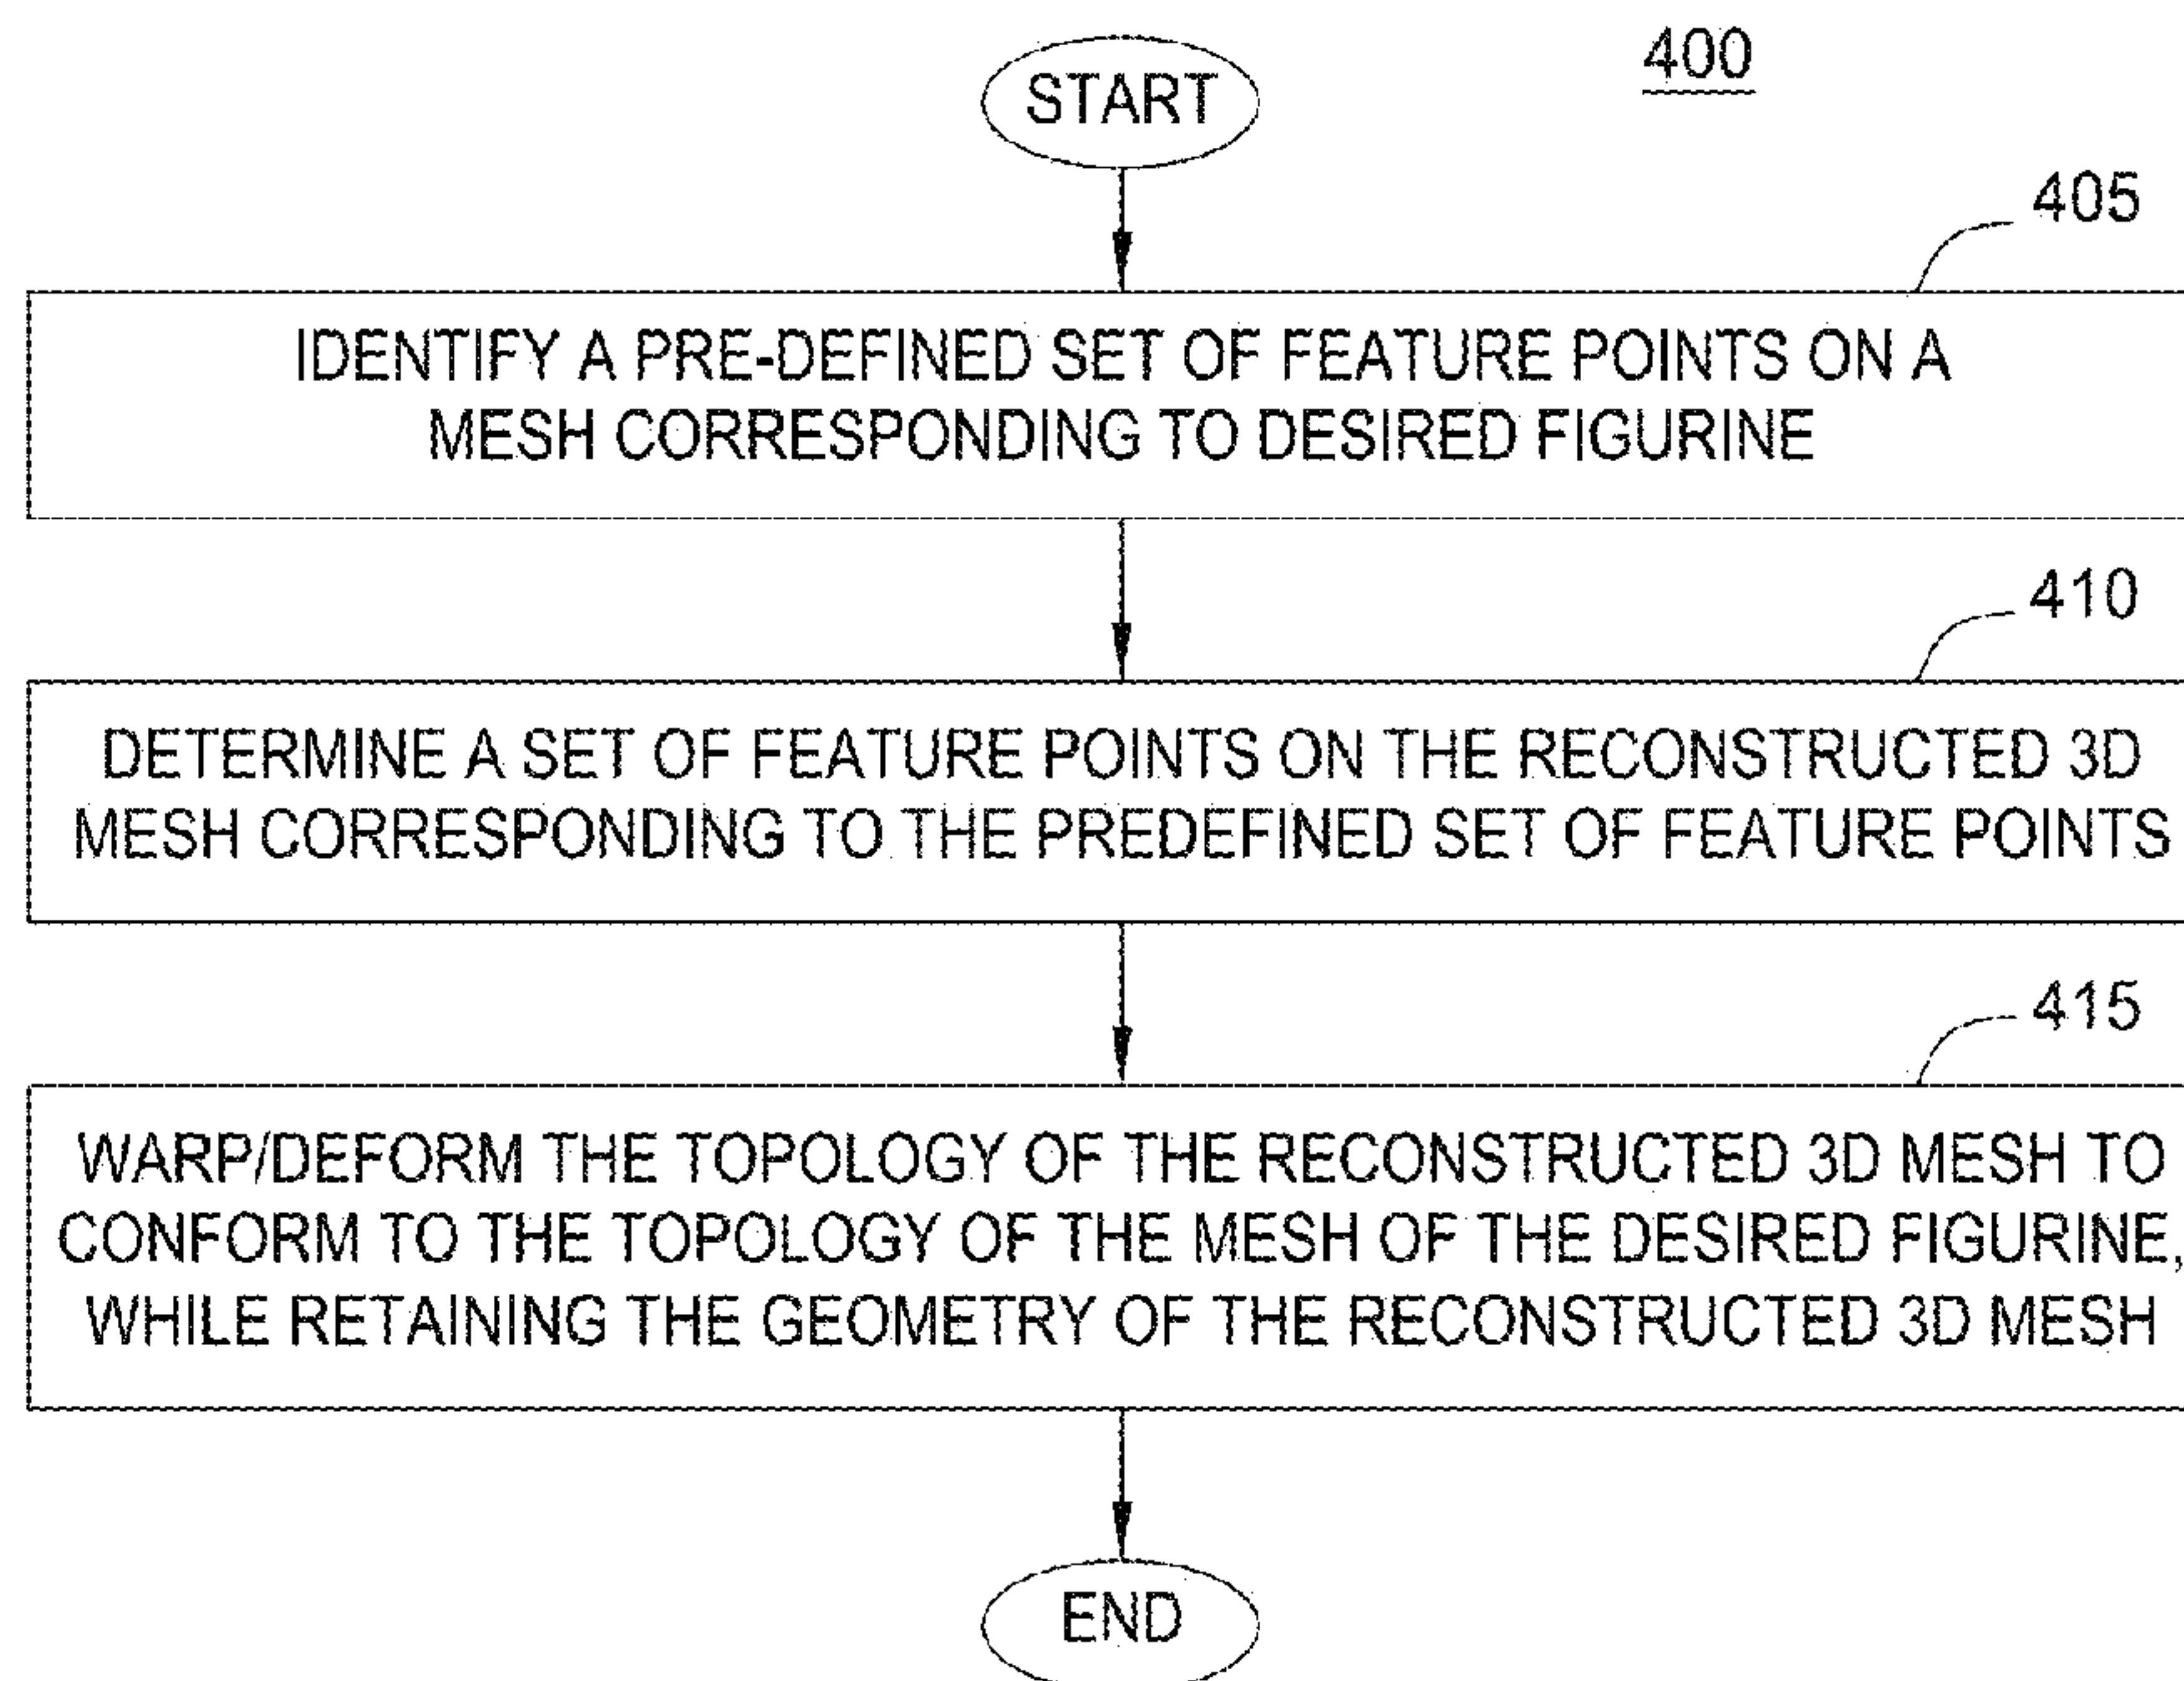 START
400
405
IDENTIFY A PRE-DEFINED SET OF FEATURE POINTS ON A
MESH CORRESPONDING TO DESIRED FIGURINE
410
DETERMINE A SET OF FEATURE POINTS ON THE RECONSTRUCTED 3D
MESH CORRESPONDING TO THE PREDEFINED SET OF FEATURE POINTS
415
WARP/DEFORM THE TOPOLOGY OF THE RECONSTRUCTED 3D MESH TO
CONFORM TO THE TOPOLOGY OF THE MESH OF THE DESIRED FIGURINE,
WHILE RETAINING THE GEOMETRY OF THE RECONSTRUCTED 3D MESH
END